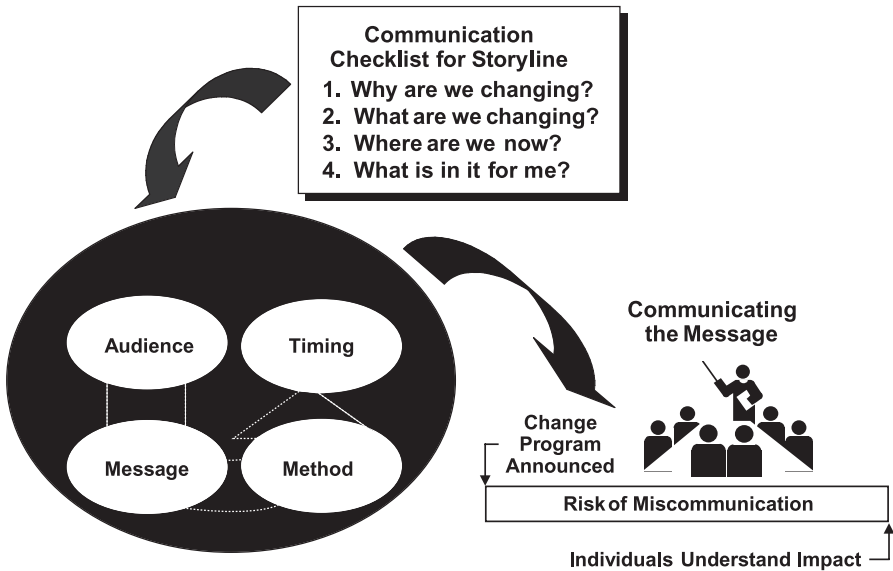 Communication
Checklist for Storyline
1. Why are we changing?
2. What are we changing?
3. Where are we now?
4. What is in it for me?
Audience
Timing
Message
Method
Communicating
the Message
Change
Program
Announced
Risk of Miscommunication
Individuals Understand Impact